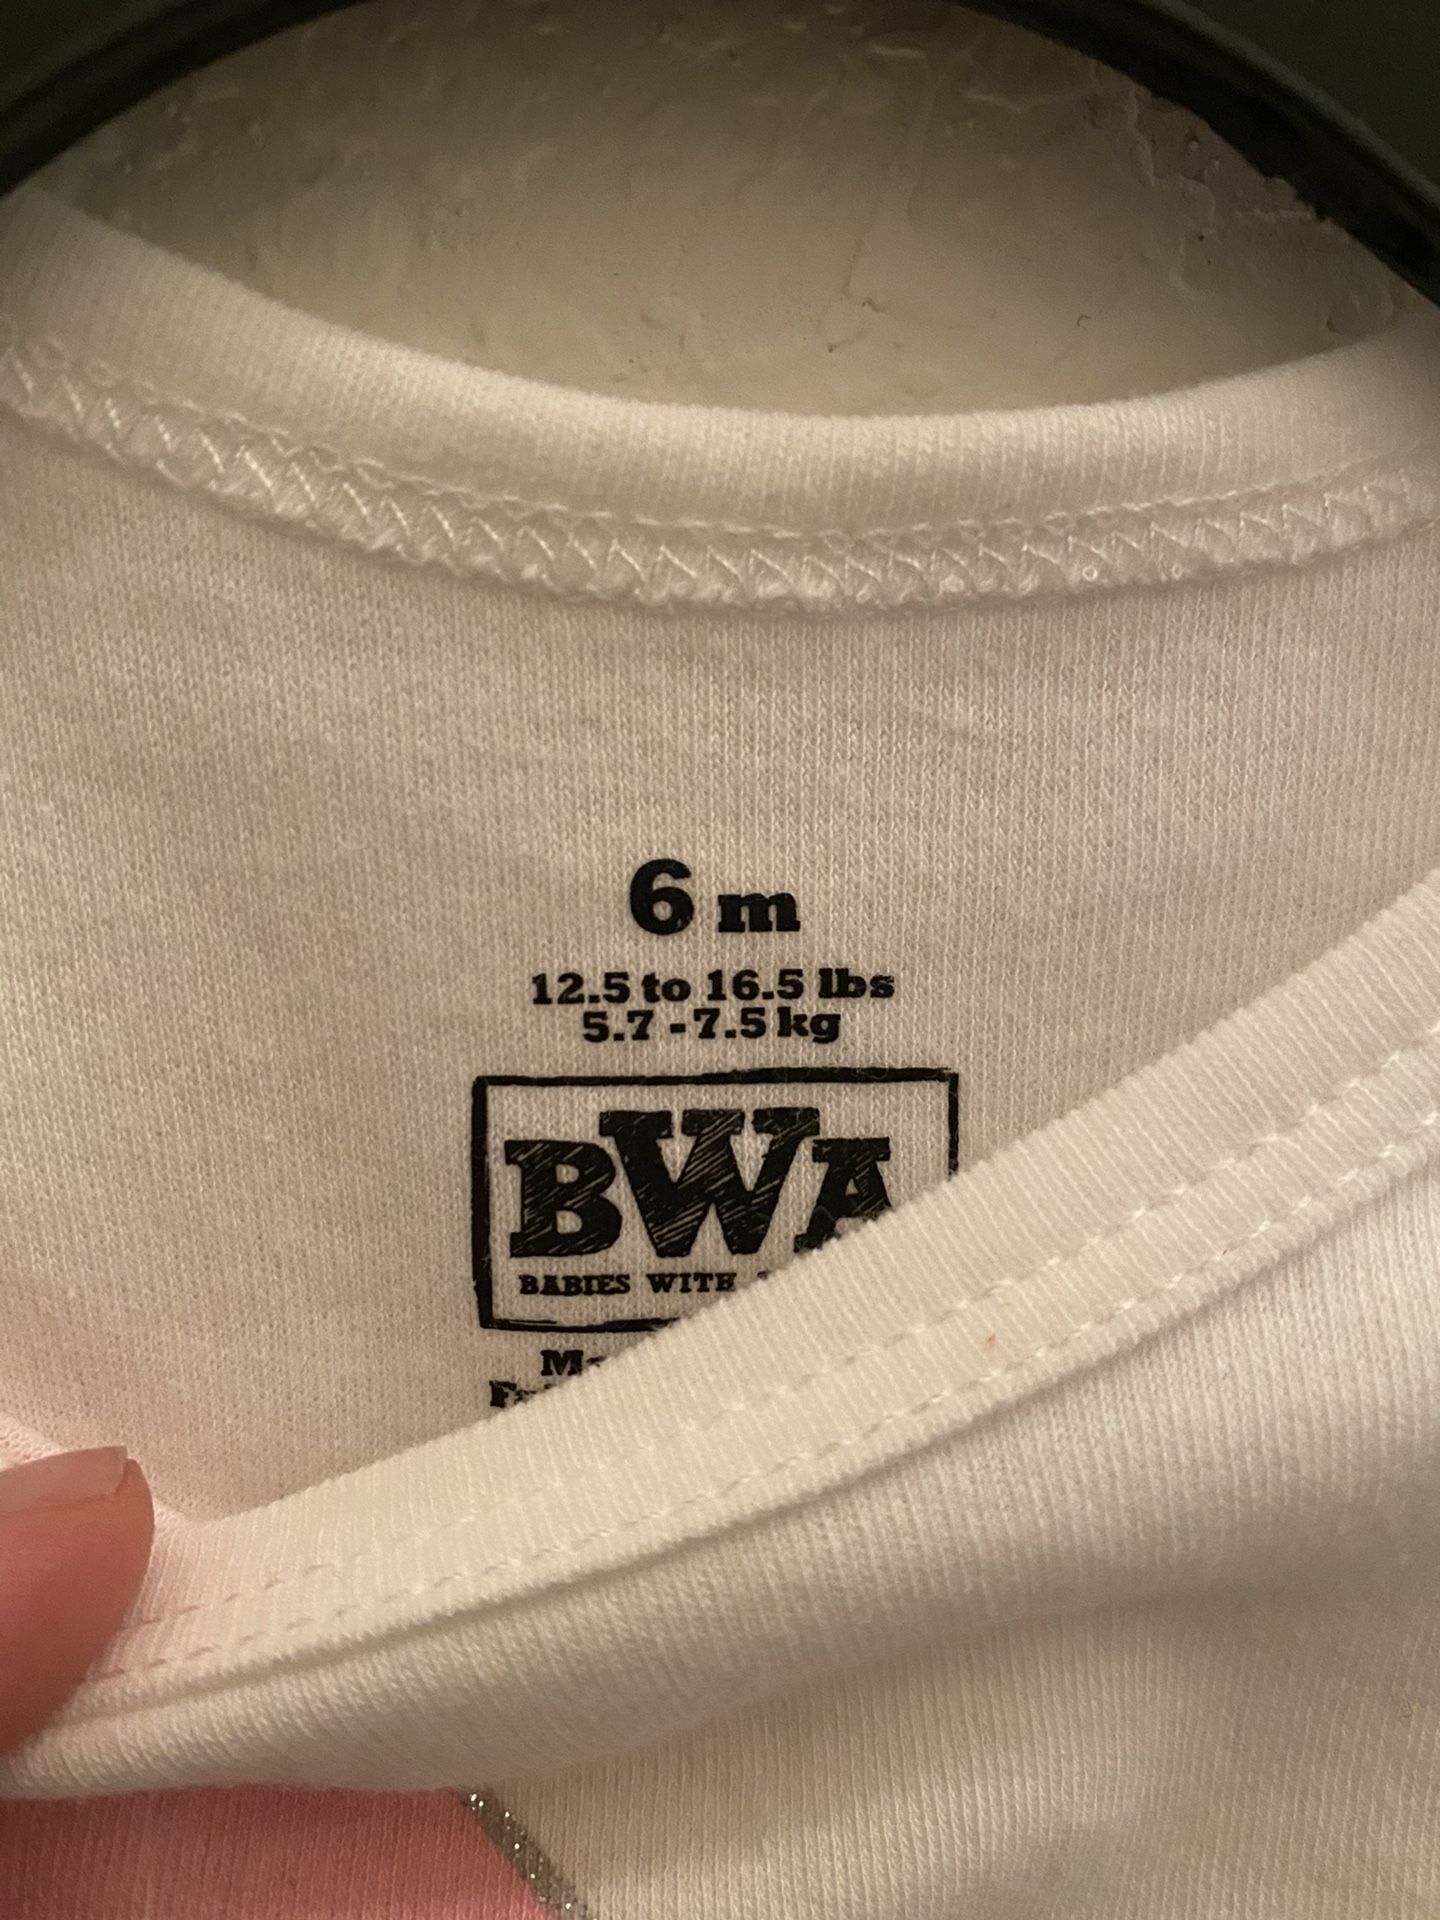 6 m
12.5 to 16.5 lbs
5.7 - 7.5 kg
BWA
BABIES WITH